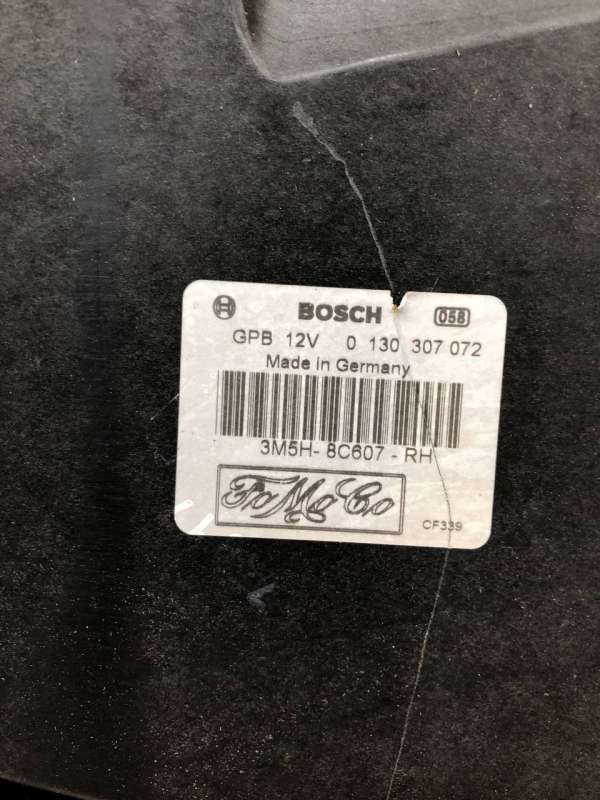 BOSCH 058
GPB 12V 0 130 307 072
Made in Germany
3M5H-8C607-RH
FoMoCo
CF339